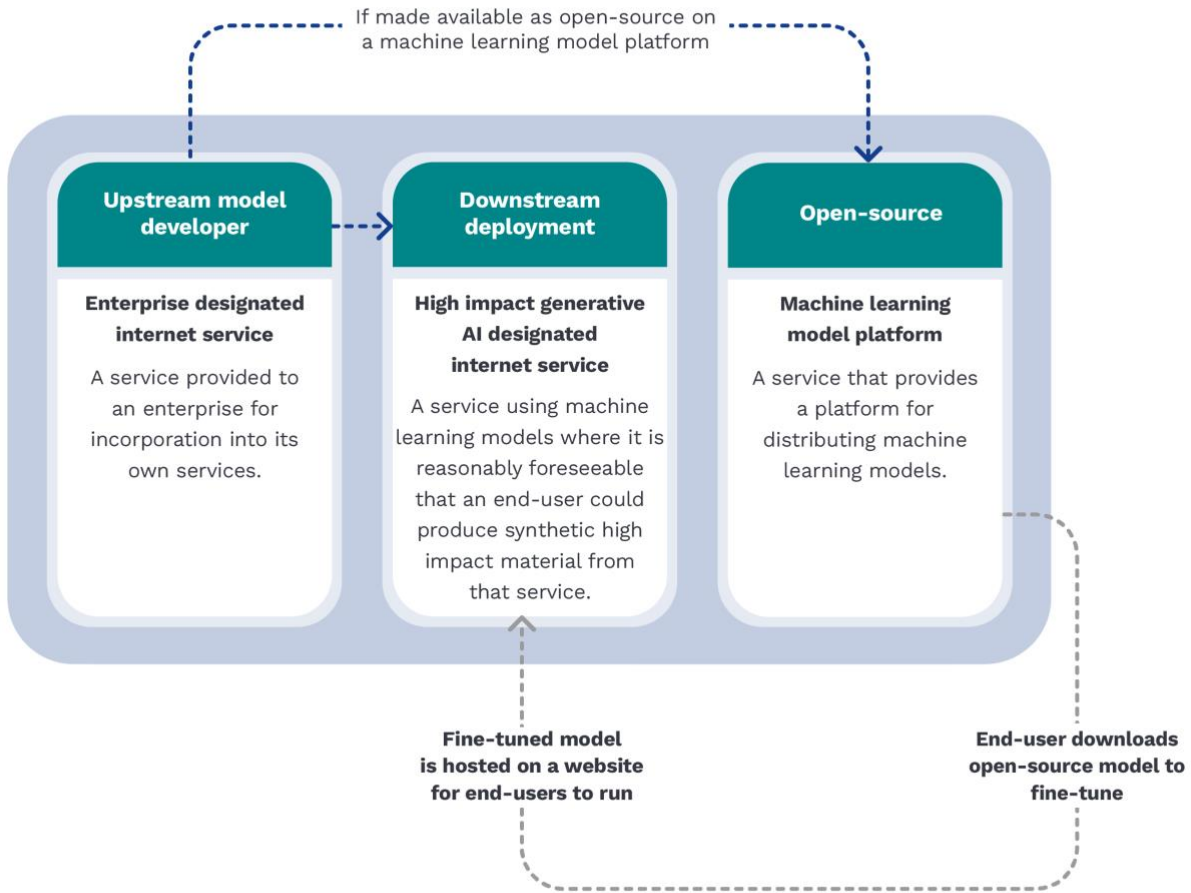 If made available as open-source on
a machine learning model platform
Upstream model
developer
Enterprise designated
internet service
A service provided to
an enterprise for
incorporation into its
own services.
Downstream
deployment
High impact generative
AI designated
internet service
A service using machine
learning models where it is
reasonably foreseeable
that an end-user could
produce synthetic high
impact material from
that service.
Open-source
Machine learning
model platform
A service that provides
a platform for
distributing machine
learning models.
Fine-tuned model
is hosted on a website
for end-users to run
End-user downloads
open-source model to
fine-tune